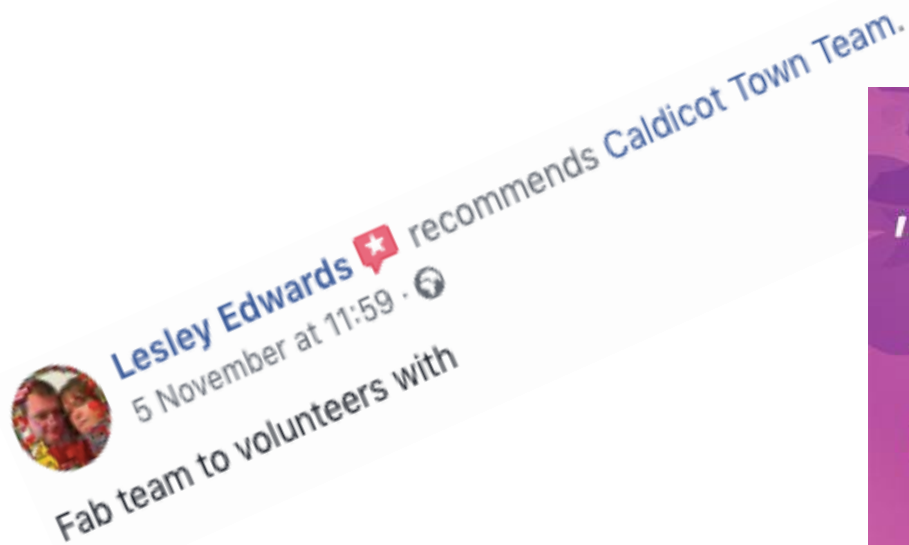 Lesley Edwards recommends Caldicot Town Team.
5 November at 11:59 ·
Fab team to volunteers with